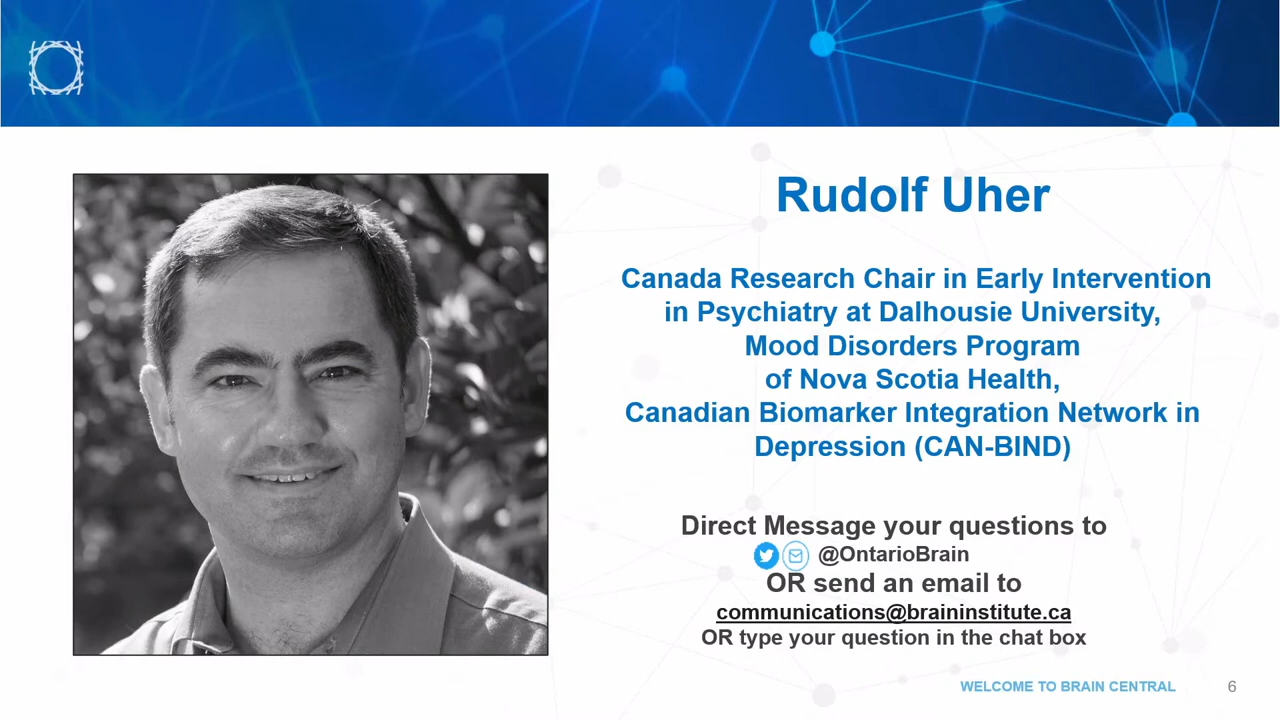 Rudolf Uher
Canada Research Chair in Early Intervention
in Psychiatry at Dalhousie University,
Mood Disorders Program
of Nova Scotia Health,
Canadian Biomarker Integration Network in
Depression (CAN-BIND)
Direct Message your questions to
@OntarioBrain
OR send an email to
communications@braininstitute.ca
OR type your question in the chat box
WELCOME TO BRAIN CENTRAL 6